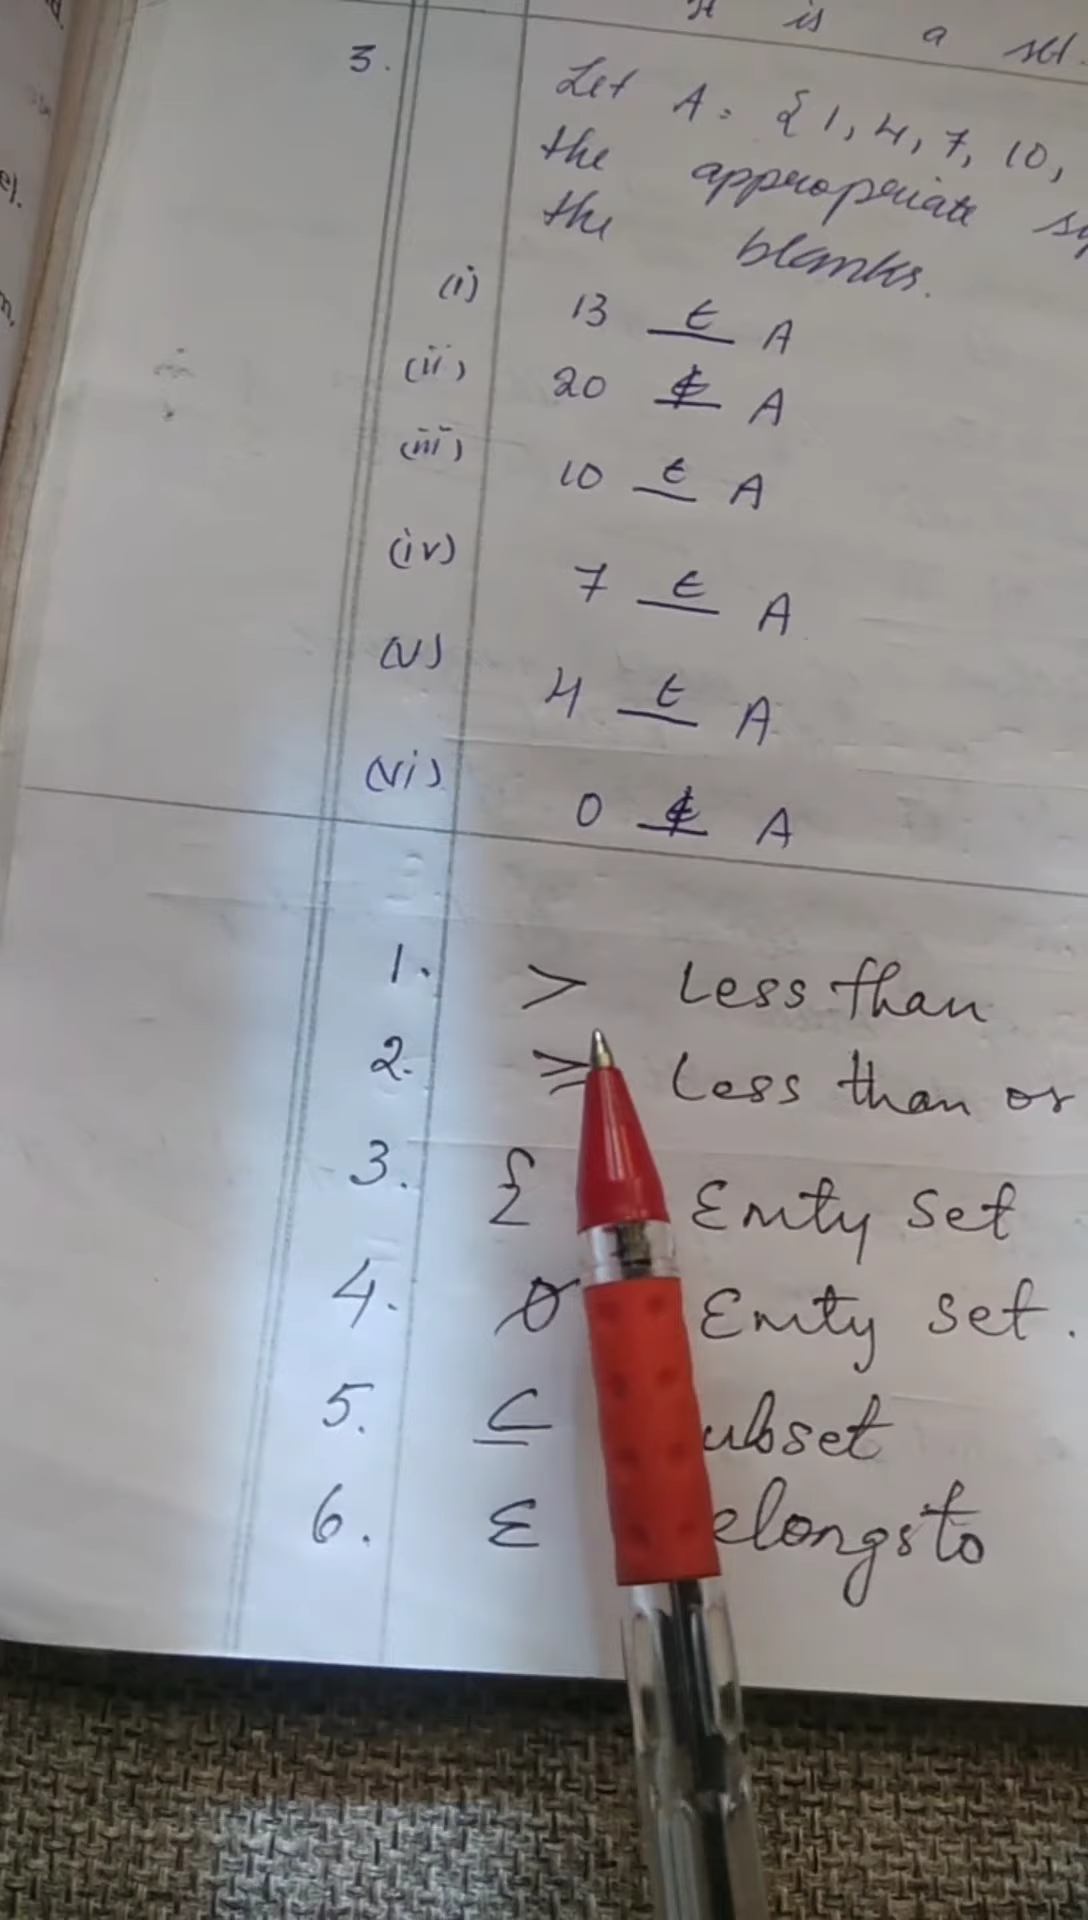 It is a set.
3. Let A = {1, 4, 7, 10,
the appropriate
the blanks.
(i) 13 ∈ A
(ii) 20 ∉ A
(iii) 10 ∈ A
(iv) 7 ∈ A
(v) 4 ∈ A
(vi) 0 ∉ A
1. > Less than
2. ≥ Less than or
3. { Emty set
4. Ø Emty set.
5. ⊆ ubset
6. ∈ elongsto